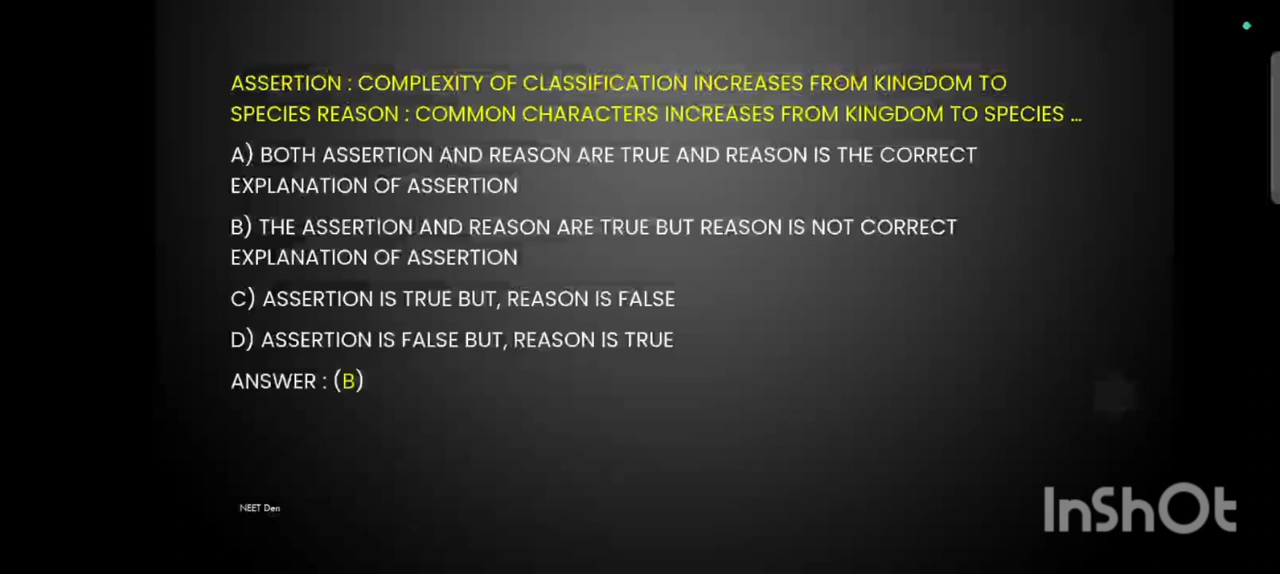 ASSERTION : COMPLEXITY OF CLASSIFICATION INCREASES FROM KINGDOM TO
SPECIES REASON : COMMON CHARACTERS INCREASES FROM KINGDOM TO SPECIES ...
A) BOTH ASSERTION AND REASON ARE TRUE AND REASON IS THE CORRECT
EXPLANATION OF ASSERTION
B) THE ASSERTION AND REASON ARE TRUE BUT REASON IS NOT CORRECT
EXPLANATION OF ASSERTION
C) ASSERTION IS TRUE BUT, REASON IS FALSE
D) ASSERTION IS FALSE BUT, REASON IS TRUE
ANSWER : (B)
NEET Den
InShOt